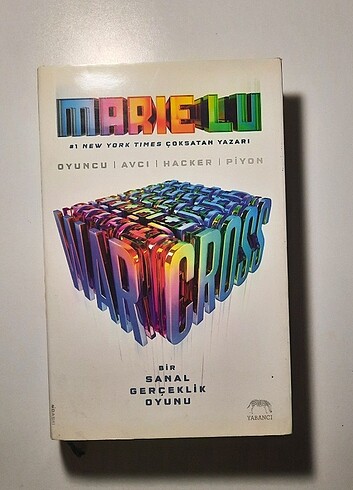 MARIE LU
#1 NEW YORK TIMES ÇOKSATAN YAZARI
OYUNCU | AVCI | HACKER | PİYON
WARCROSS
BİR
SANAL
GERÇEKLİK
OYUNU
YABANCI